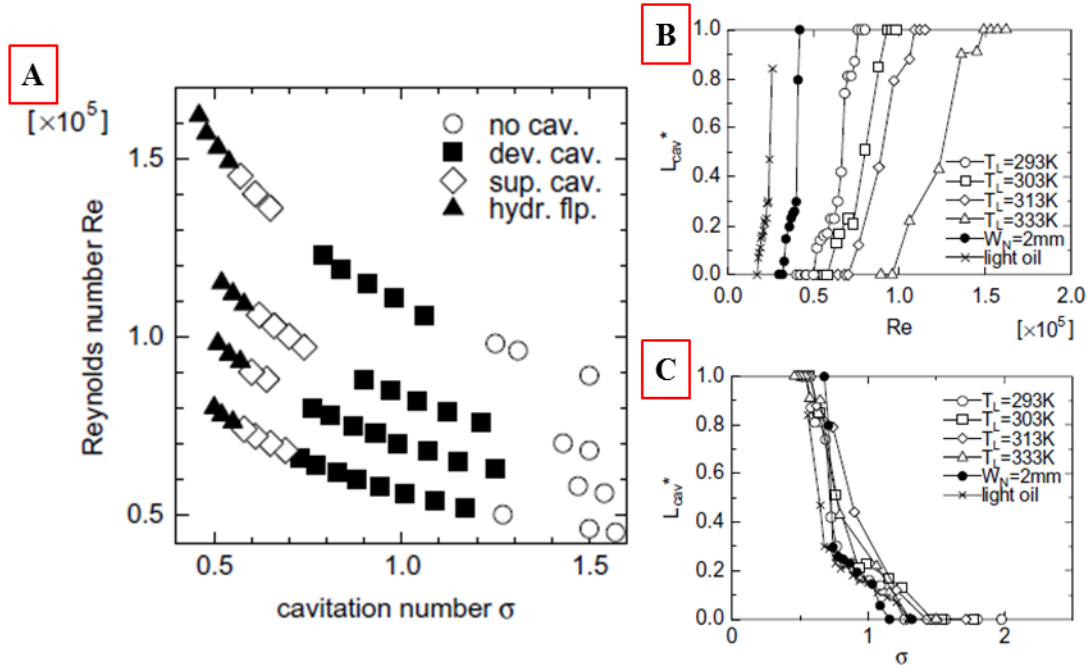 A
[×10⁵]
Reynolds number Re
1.5
1.0
0.5
0.5
1.0
1.5
cavitation number σ
no cav.
dev. cav.
sup. cav.
hydr. flp.
B
L_cav*
1.0
0.8
0.6
0.4
0.2
0.0
0.0
0.5
1.0
1.5
2.0
Re
[×10⁵]
T_L=293K
T_L=303K
T_L=313K
T_L=333K
W_N=2mm
light oil
C
L_cav*
1.0
0.8
0.6
0.4
0.2
0.0
0
1
2
σ
T_L=293K
T_L=303K
T_L=313K
T_L=333K
W_N=2mm
light oil